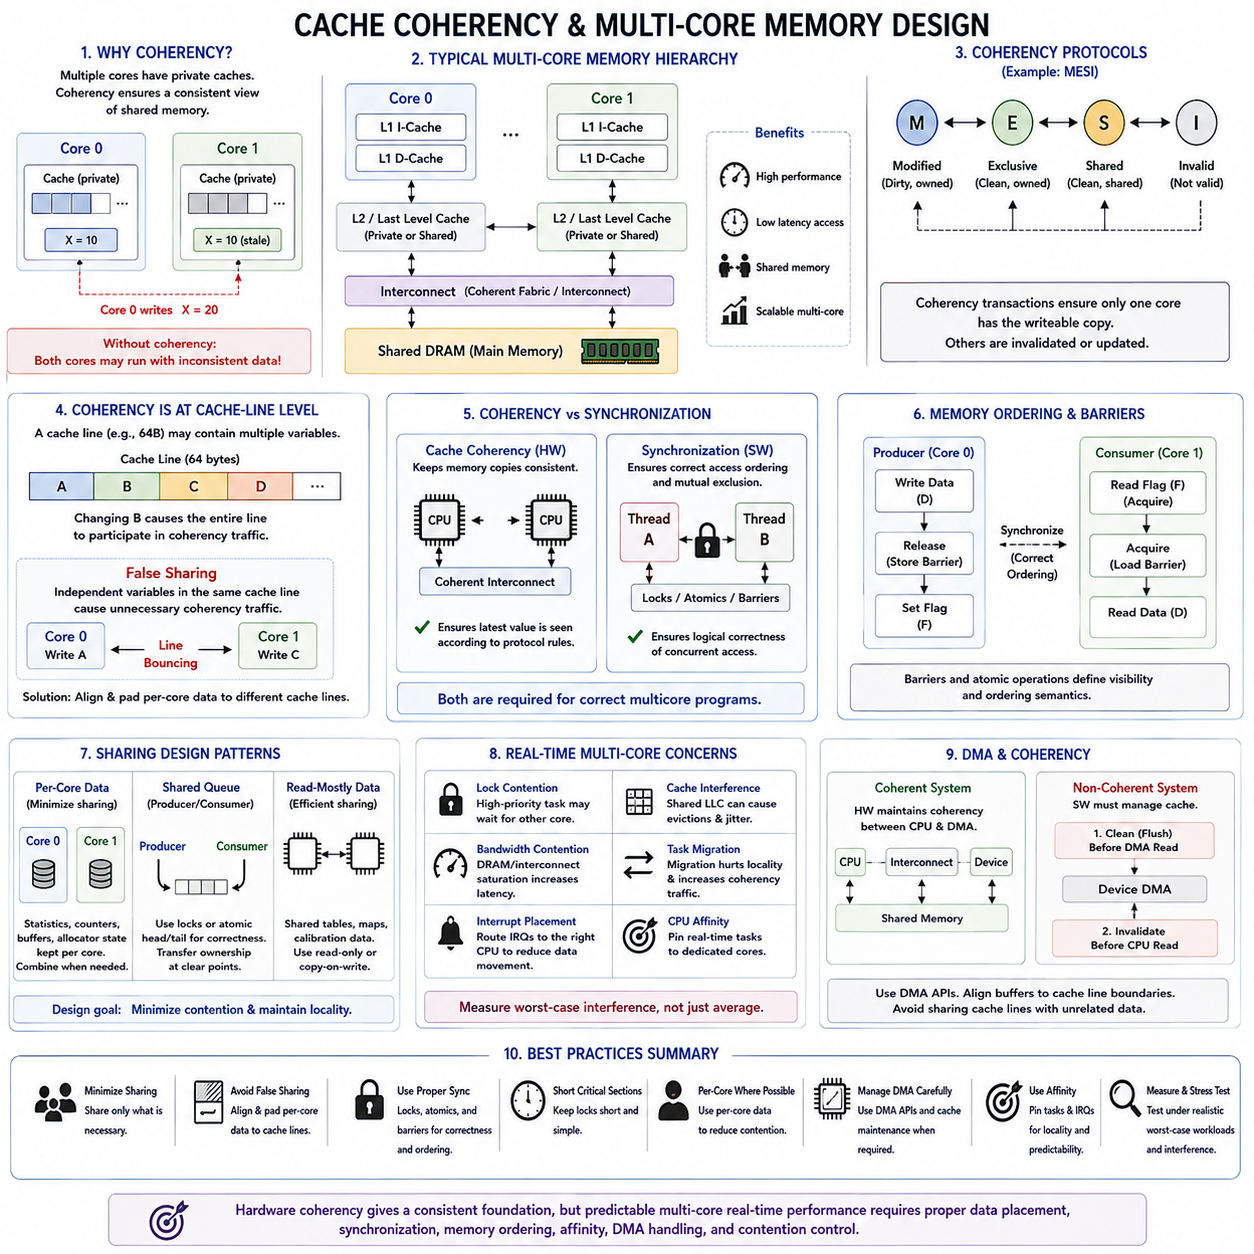 CACHE COHERENCY & MULTI-CORE MEMORY DESIGN
1. WHY COHERENCY?
Multiple cores have private caches.
Coherency ensures a consistent view
of shared memory.
Core 0
Cache (private)
...
X = 10
Core 1
Cache (private)
...
X = 10 (stale)
Core 0 writes X = 20
Without coherency:
Both cores may run with inconsistent data!
2. TYPICAL MULTI-CORE MEMORY HIERARCHY
Core 0
L1 I-Cache
L1 D-Cache
...
Core 1
L1 I-Cache
L1 D-Cache
L2 / Last Level Cache
(Private or Shared)
L2 / Last Level Cache
(Private or Shared)
Interconnect (Coherent Fabric / Interconnect)
Shared DRAM (Main Memory)
Benefits
High performance
Low latency access
Shared memory
Scalable multi-core
3. COHERENCY PROTOCOLS
(Example: MESI)
M
E
S
I
Modified
(Dirty, owned)
Exclusive
(Clean, owned)
Shared
(Clean, shared)
Invalid
(Not valid)
Coherency transactions ensure only one core
has the writeable copy.
Others are invalidated or updated.
4. COHERENCY IS AT CACHE-LINE LEVEL
A cache line (e.g., 64B) may contain multiple variables.
Cache Line (64 bytes)
A B C D ...
Changing B causes the entire line
to participate in coherency traffic.
False Sharing
Independent variables in the same cache line
cause unnecessary coherency traffic.
Core 0
Write A
Line
Bouncing
Core 1
Write C
Solution: Align & pad per-core data to different cache lines.
5. COHERENCY vs SYNCHRONIZATION
Cache Coherency (HW)
Keeps memory copies consistent.
CPU
CPU
Coherent Interconnect
Ensures latest value is seen
according to protocol rules.
Synchronization (SW)
Ensures correct access ordering
and mutual exclusion.
Thread
A
Thread
B
Locks / Atomics / Barriers
Ensures logical correctness
of concurrent access.
Both are required for correct multicore programs.
6. MEMORY ORDERING & BARRIERS
Producer (Core 0)
Write Data
(D)
Release
(Store Barrier)
Set Flag
(F)
Synchronize
(Correct
Ordering)
Consumer (Core 1)
Read Flag (F)
(Acquire)
Acquire
(Load Barrier)
Read Data (D)
Barriers and atomic operations define visibility
and ordering semantics.
7. SHARING DESIGN PATTERNS
Per-Core Data
(Minimize sharing)
Core 0
Core 1
Statistics, counters,
buffers, allocator state
kept per core.
Combine when needed.
Shared Queue
(Producer/Consumer)
Producer
Consumer
Use locks or atomic
head/tail for correctness.
Transfer ownership
at clear points.
Read-Mostly Data
(Efficient sharing)
Shared tables, maps,
calibration data.
Use read-only or
copy-on-write.
Design goal: Minimize contention & maintain locality.
8. REAL-TIME MULTI-CORE CONCERNS
Lock Contention
High-priority task may
wait for other core.
Cache Interference
Shared LLC can cause
evictions & jitter.
Bandwidth Contention
DRAM/interconnect
saturation increases
latency.
Task Migration
Migration hurts locality
& increases coherency
traffic.
Interrupt Placement
Route IRQs to the right
CPU to reduce data
movement.
CPU Affinity
Pin real-time tasks
to dedicated cores.
Measure worst-case interference, not just average.
9. DMA & COHERENCY
Coherent System
HW maintains coherency
between CPU & DMA.
CPU
Interconnect
Device
Shared Memory
Non-Coherent System
SW must manage cache.
1. Clean (Flush)
Before DMA Read
Device DMA
2. Invalidate
Before CPU Read
Use DMA APIs. Align buffers to cache line boundaries.
Avoid sharing cache lines with unrelated data.
10. BEST PRACTICES SUMMARY
Minimize Sharing
Share only what is
necessary.
Avoid False Sharing
Align & pad per-core
data to cache lines.
Use Proper Sync
Locks, atomics, and
barriers for correctness
and ordering.
Short Critical Sections
Keep locks short and
simple.
Per-Core Where Possible
Use per-core data
to reduce contention.
Manage DMA Carefully
Use DMA APIs and cache
maintenance when
required.
Use Affinity
Pin tasks & IRQs
for locality and
predictability.
Measure & Stress Test
Test under realistic
worst-case workloads
and interference.
Hardware coherency gives a consistent foundation, but predictable multi-core real-time performance requires proper data placement,
synchronization, memory ordering, affinity, DMA handling, and contention control.